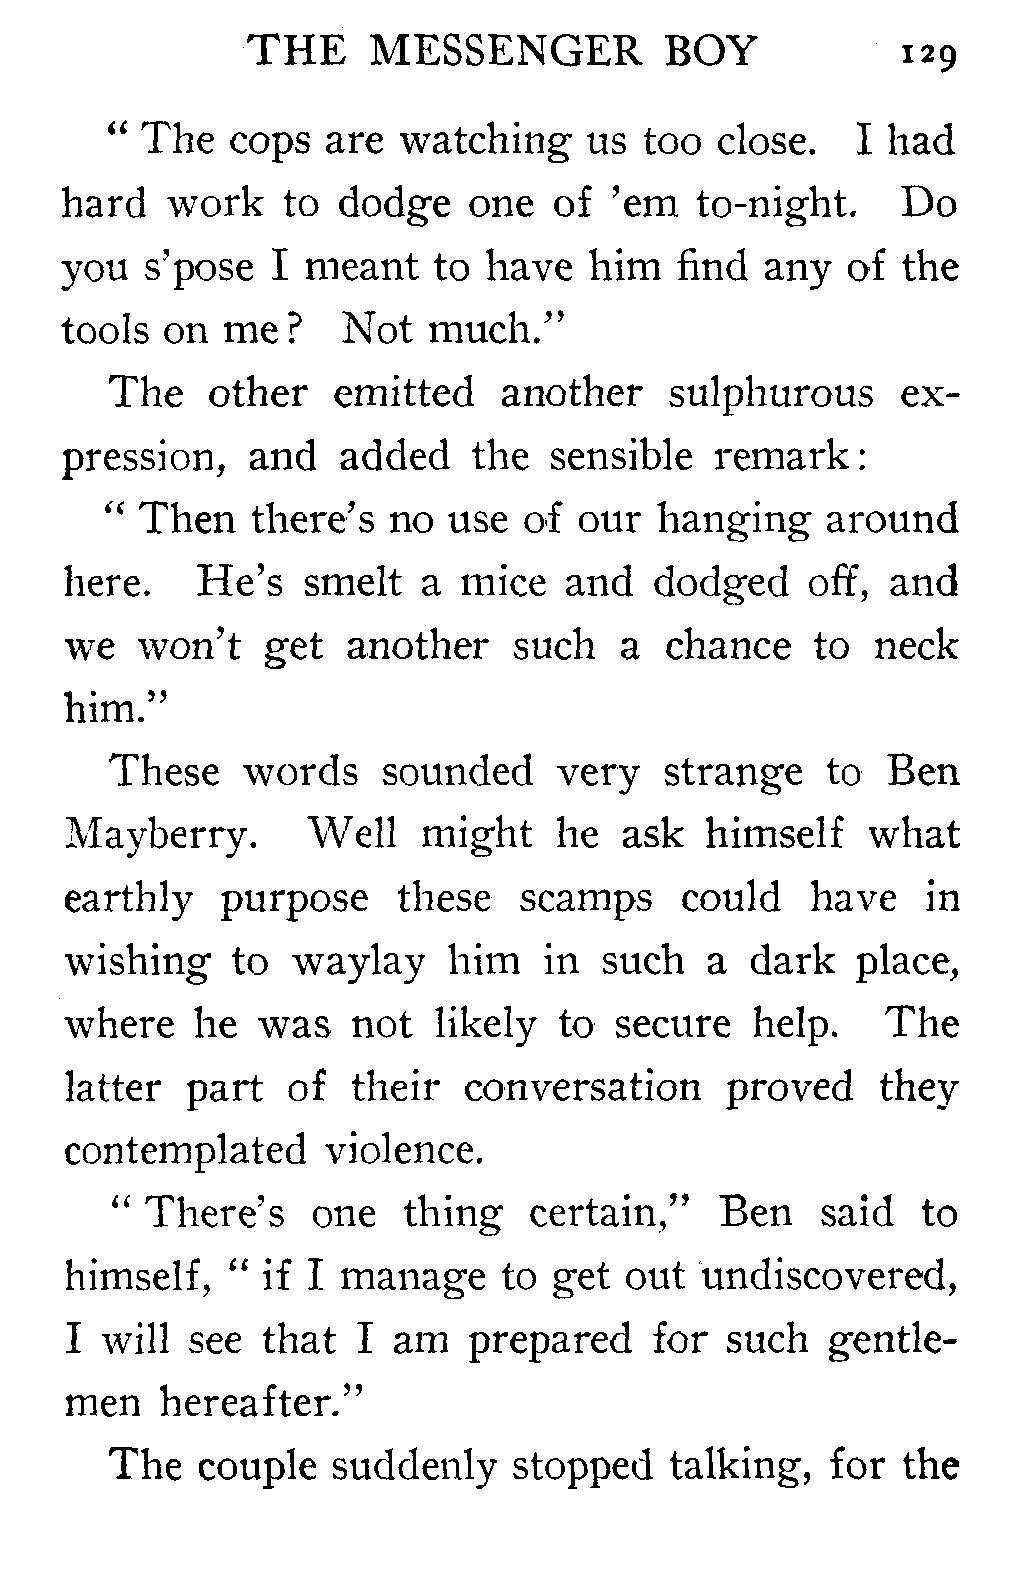 THE MESSENGER BOY 129
“ The cops are watching us too close. I had
hard work to dodge one of ’em to-night. Do
you s’pose I meant to have him find any of the
tools on me? Not much.”
The other emitted another sulphurous ex-
pression, and added the sensible remark:
“ Then there’s no use of our hanging around
here. He’s smelt a mice and dodged off, and
we won’t get another such a chance to neck
him.”
These words sounded very strange to Ben
Mayberry. Well might he ask himself what
earthly purpose these scamps could have in
wishing to waylay him in such a dark place,
where he was not likely to secure help. The
latter part of their conversation proved they
contemplated violence.
“ There’s one thing certain,” Ben said to
himself, “ if I manage to get out undiscovered,
I will see that I am prepared for such gentle-
men hereafter.”
The couple suddenly stopped talking, for the